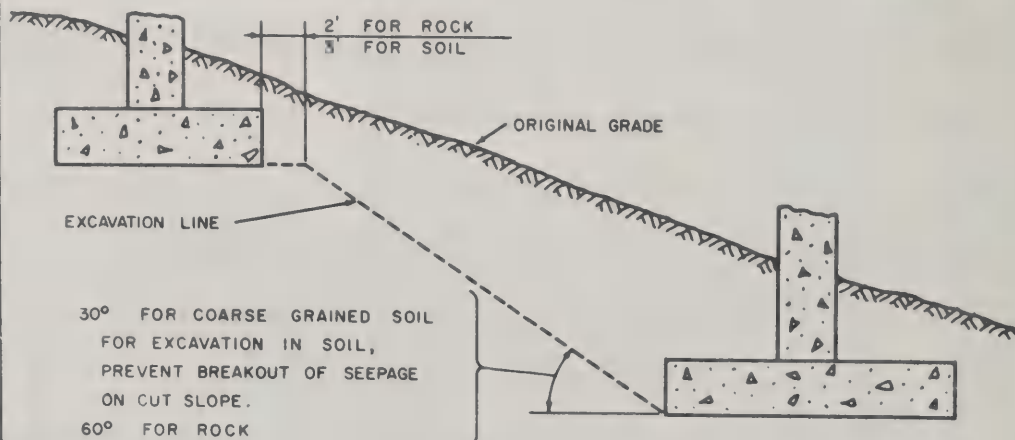 2' FOR ROCK
3' FOR SOIL
ORIGINAL GRADE
EXCAVATION LINE
30° FOR COARSE GRAINED SOIL
FOR EXCAVATION IN SOIL,
PREVENT BREAKOUT OF SEEPAGE
ON CUT SLOPE.
60° FOR ROCK